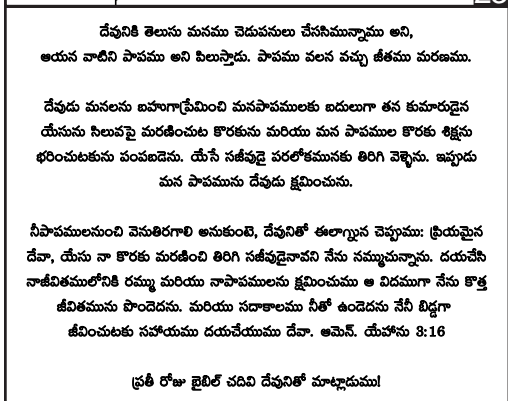 దేవునికి తెలుసు మనము చెడుపనులు చేససిమున్నాము అని,
ఆయన వాటిని పాపము అని పిలుస్తాడు. పాపము వలన వచ్చు జీతము మరణము.
దేవుడు మనలను బహుగాప్రేమించి మనపాపములకు బదులుగా తన కుమారుడైన
యేసును సిలువపై మరణించుట కొరకును మరియు మన పాపముల కొరకు శిక్షను
భరించుటకును పంపబడెను. యేసే సజీవుడై పరలోకమునకు తిరిగి వెళ్ళెను. ఇప్పుడు
మన పాపమును దేవుడు క్షమించును.
నీపాపములనుంచి వెనుతిరగాలి అనుకుంటె, దేవునితో ఈలాగ్నున చెప్పుము: ప్రియమైన
దేవా, యేసు నా కొరకు మరణించి తిరిగి సజీవుడైనావని నేను నమ్ముచున్నాను. దయచేసి
నాజీవితములోనికి రమ్ము మరియు నాపాపములను క్షమించుము ఆ విదముగా నేను కొత్త
జీవితమును పొందెదను. మరియు సదాకాలము నీతో ఉండెదను నేనీ బిడ్డగా
జీవించుటకు సహాయము దయచేయుము దేవా. ఆమెన్. యేహాను 3:16
ప్రతీ రోజు బైబిల్ చదివి దేవునితో మాట్లాడుము!